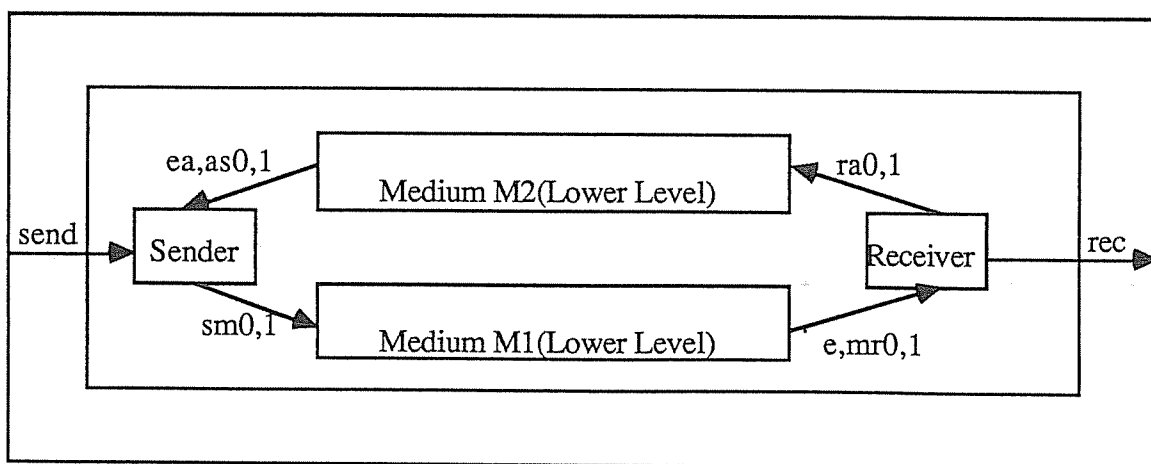 ea,as0,1
ra0,1
Medium M2(Lower Level)
send
Sender
Receiver
rec
sm0,1
Medium M1(Lower Level)
e,mr0,1